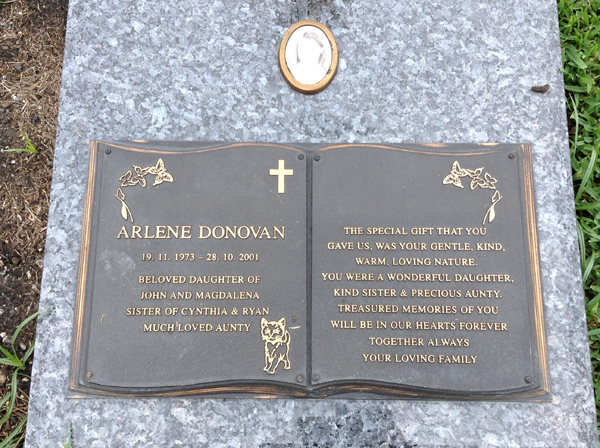 ARLENE DONOVAN
19. 11. 1973 – 28. 10. 2001
BELOVED DAUGHTER OF
JOHN AND MAGDALENA
SISTER OF CYNTHIA & RYAN
MUCH LOVED AUNTY
THE SPECIAL GIFT THAT YOU
GAVE US, WAS YOUR GENTLE, KIND,
WARM, LOVING NATURE.
YOU WERE A WONDERFUL DAUGHTER,
KIND SISTER & PRECIOUS AUNTY.
TREASURED MEMORIES OF YOU
WILL BE IN OUR HEARTS FOREVER
TOGETHER ALWAYS
YOUR LOVING FAMILY